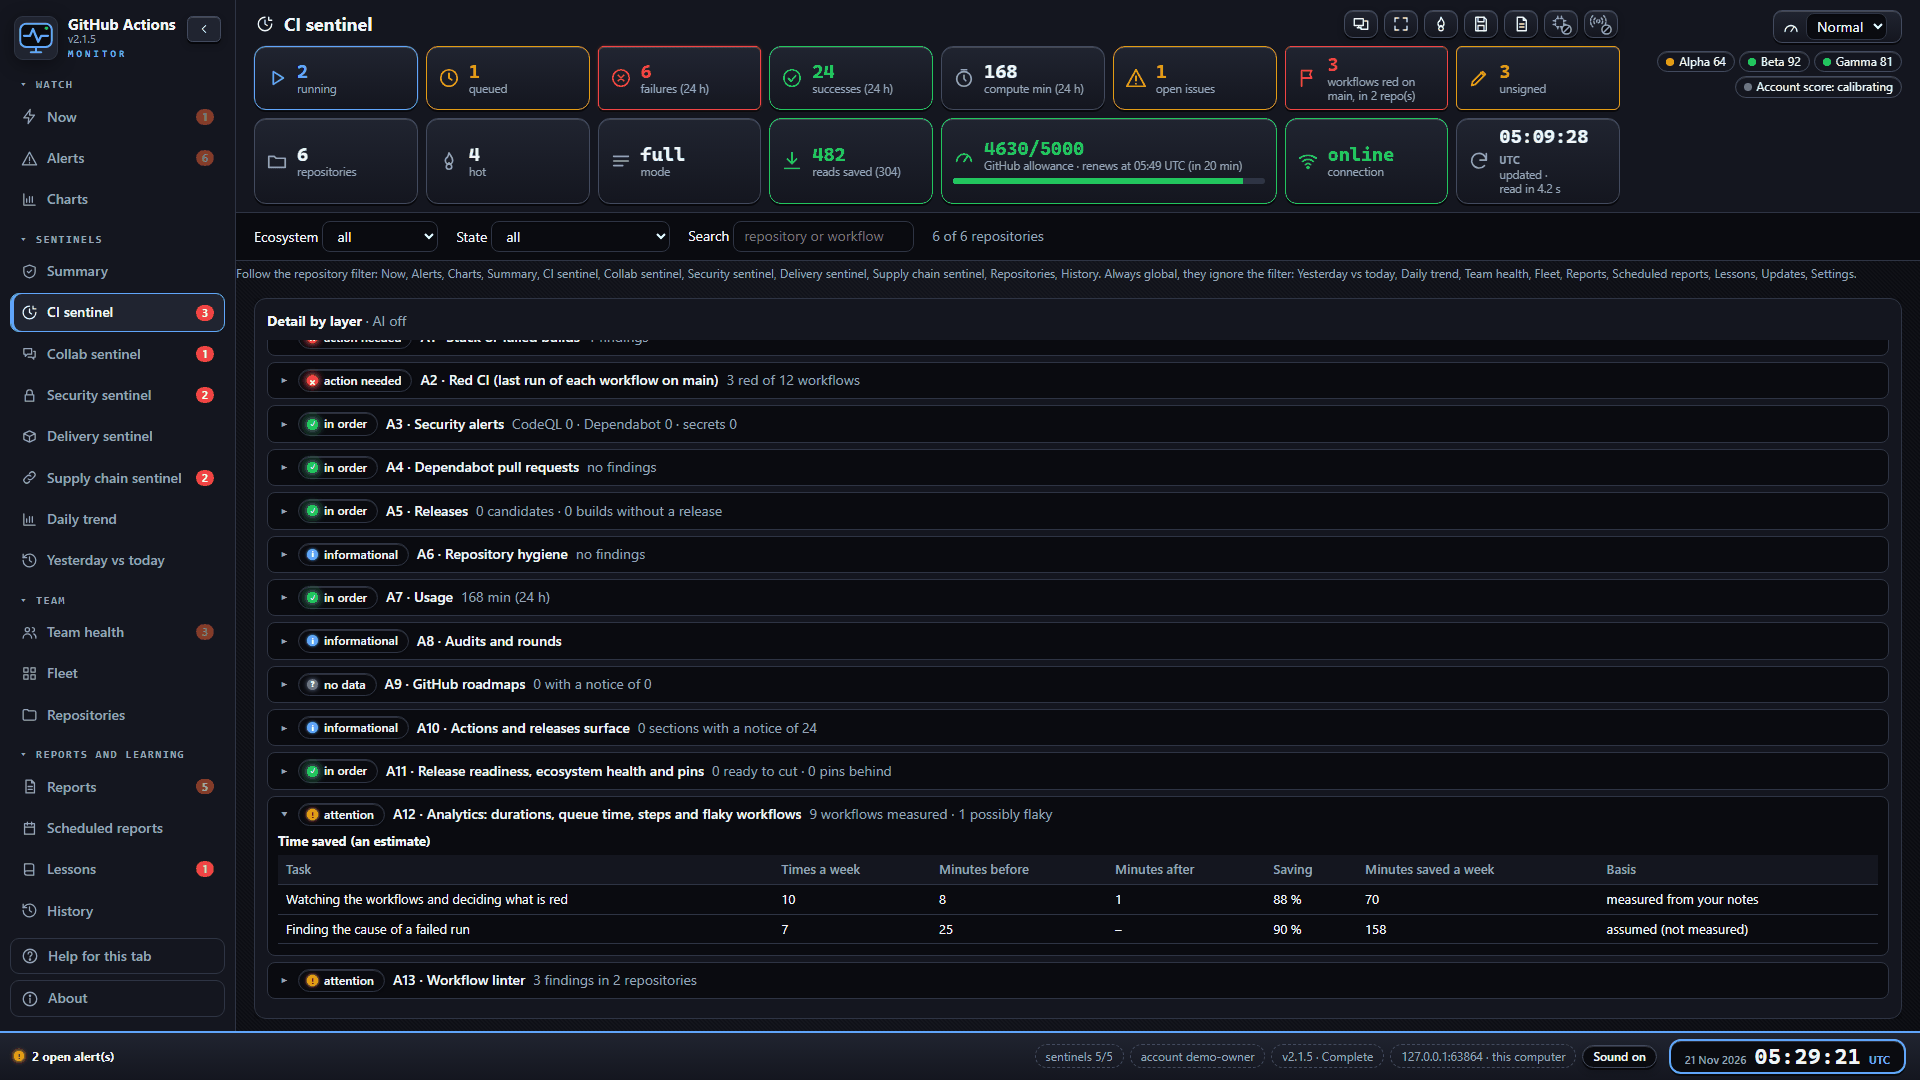 GitHub Actions
v2.1.5
MONITOR
WATCH
Now 1
Alerts 6
Charts
SENTINELS
Summary
CI sentinel 3
Collab sentinel 1
Security sentinel 2
Delivery sentinel
Supply chain sentinel 2
Daily trend
Yesterday vs today
TEAM
Team health 3
Fleet
Repositories
REPORTS AND LEARNING
Reports 5
Scheduled reports
Lessons 1
History
Help for this tab
About
CI sentinel
Normal
2
running
1
queued
6
failures (24 h)
24
successes (24 h)
168
compute min (24 h)
1
open issues
3
workflows red on
main, in 2 repo(s)
3
unsigned
Alpha 64
Beta 92
Gamma 81
Account score: calibrating
6
repositories
4
hot
full
mode
482
reads saved (304)
4630/5000
GitHub allowance · renews at 05:49 UTC (in 20 min)
online
connection
05:09:28
UTC
updated ·
read in 4.2 s
Ecosystem all State all Search repository or workflow 6 of 6 repositories
Follow the repository filter: Now, Alerts, Charts, Summary, CI sentinel, Collab sentinel, Security sentinel, Delivery sentinel, Supply chain sentinel, Repositories, History. Always global, they ignore the filter: Yesterday vs today, Daily trend, Team health, Fleet, Reports, Scheduled reports, Lessons, Updates, Settings.
Detail by layer · AI off
action needed A2 · Red CI (last run of each workflow on main) 3 red of 12 workflows
in order A3 · Security alerts CodeQL 0 · Dependabot 0 · secrets 0
in order A4 · Dependabot pull requests no findings
in order A5 · Releases 0 candidates · 0 builds without a release
informational A6 · Repository hygiene no findings
in order A7 · Usage 168 min (24 h)
informational A8 · Audits and rounds
no data A9 · GitHub roadmaps 0 with a notice of 0
informational A10 · Actions and releases surface 0 sections with a notice of 24
in order A11 · Release readiness, ecosystem health and pins 0 ready to cut · 0 pins behind
attention A12 · Analytics: durations, queue time, steps and flaky workflows 9 workflows measured · 1 possibly flaky
Time saved (an estimate)
Task Times a week Minutes before Minutes after Saving Minutes saved a week Basis
Watching the workflows and deciding what is red 10 8 1 88 % 70 measured from your notes
Finding the cause of a failed run 7 25 – 90 % 158 assumed (not measured)
attention A13 · Workflow linter 3 findings in 2 repositories
2 open alert(s)
sentinels 5/5
account demo-owner
v2.1.5 · Complete
127.0.0.1:63864 · this computer
Sound on
21 Nov 2026 05:29:21 UTC